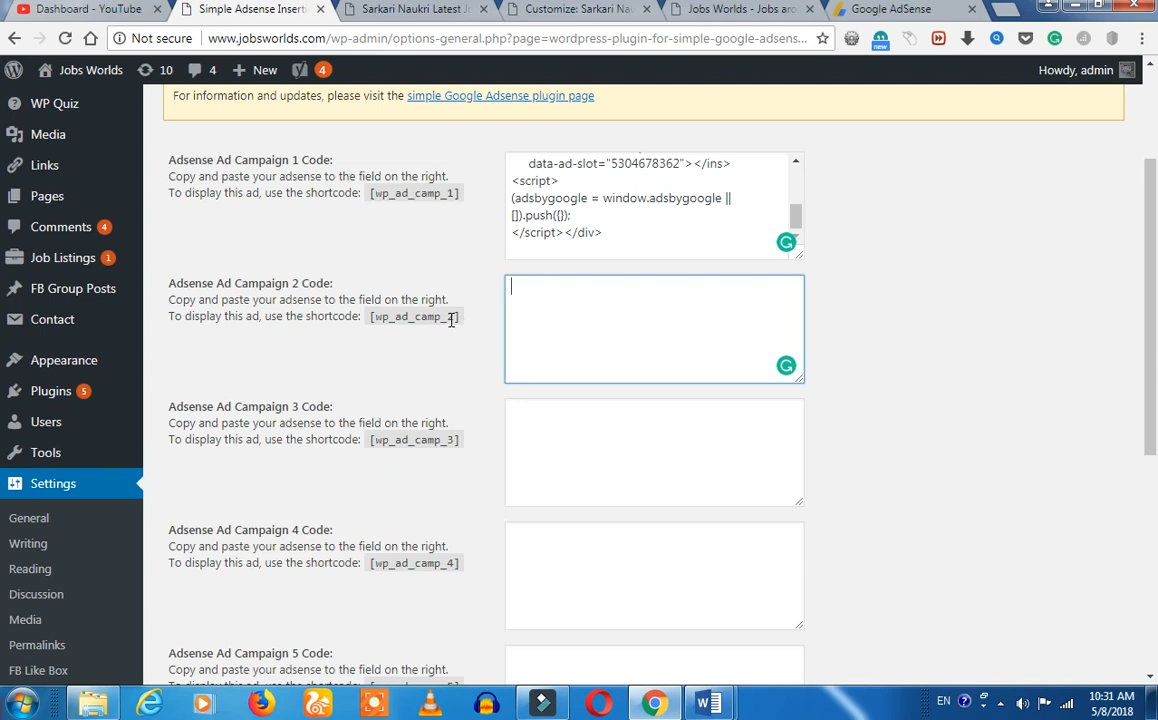 Dashboard - YouTube
Simple Adsense Inserti
Sarkari Naukri Latest Jo
Customize: Sarkari Nau
Jobs Worlds - Jobs aro
Google AdSense
Not secure
www.jobsworlds.com/wp-admin/options-general.php?page=wordpress-plugin-for-simple-google-adsens...
new
Jobs Worlds
10
4
New
4
Howdy, admin
WP Quiz
Media
Links
Pages
Comments 4
Job Listings 1
FB Group Posts
Contact
Appearance
Plugins 5
Users
Tools
Settings
General
Writing
Reading
Discussion
Media
Permalinks
FB Like Box
For information and updates, please visit the simple Google Adsense plugin page
Adsense Ad Campaign 1 Code:
Copy and paste your adsense to the field on the right.
To display this ad, use the shortcode: [wp_ad_camp_1]
data-ad-slot="5304678362"></ins>
<script>
(adsbygoogle = window.adsbygoogle ||
[]).push({});
</script></div>
Adsense Ad Campaign 2 Code:
Copy and paste your adsense to the field on the right.
To display this ad, use the shortcode: [wp_ad_camp_2]
Adsense Ad Campaign 3 Code:
Copy and paste your adsense to the field on the right.
To display this ad, use the shortcode: [wp_ad_camp_3]
Adsense Ad Campaign 4 Code:
Copy and paste your adsense to the field on the right.
To display this ad, use the shortcode: [wp_ad_camp_4]
Adsense Ad Campaign 5 Code:
Copy and paste your adsense to the field on the right.
EN
10:31 AM
5/8/2018